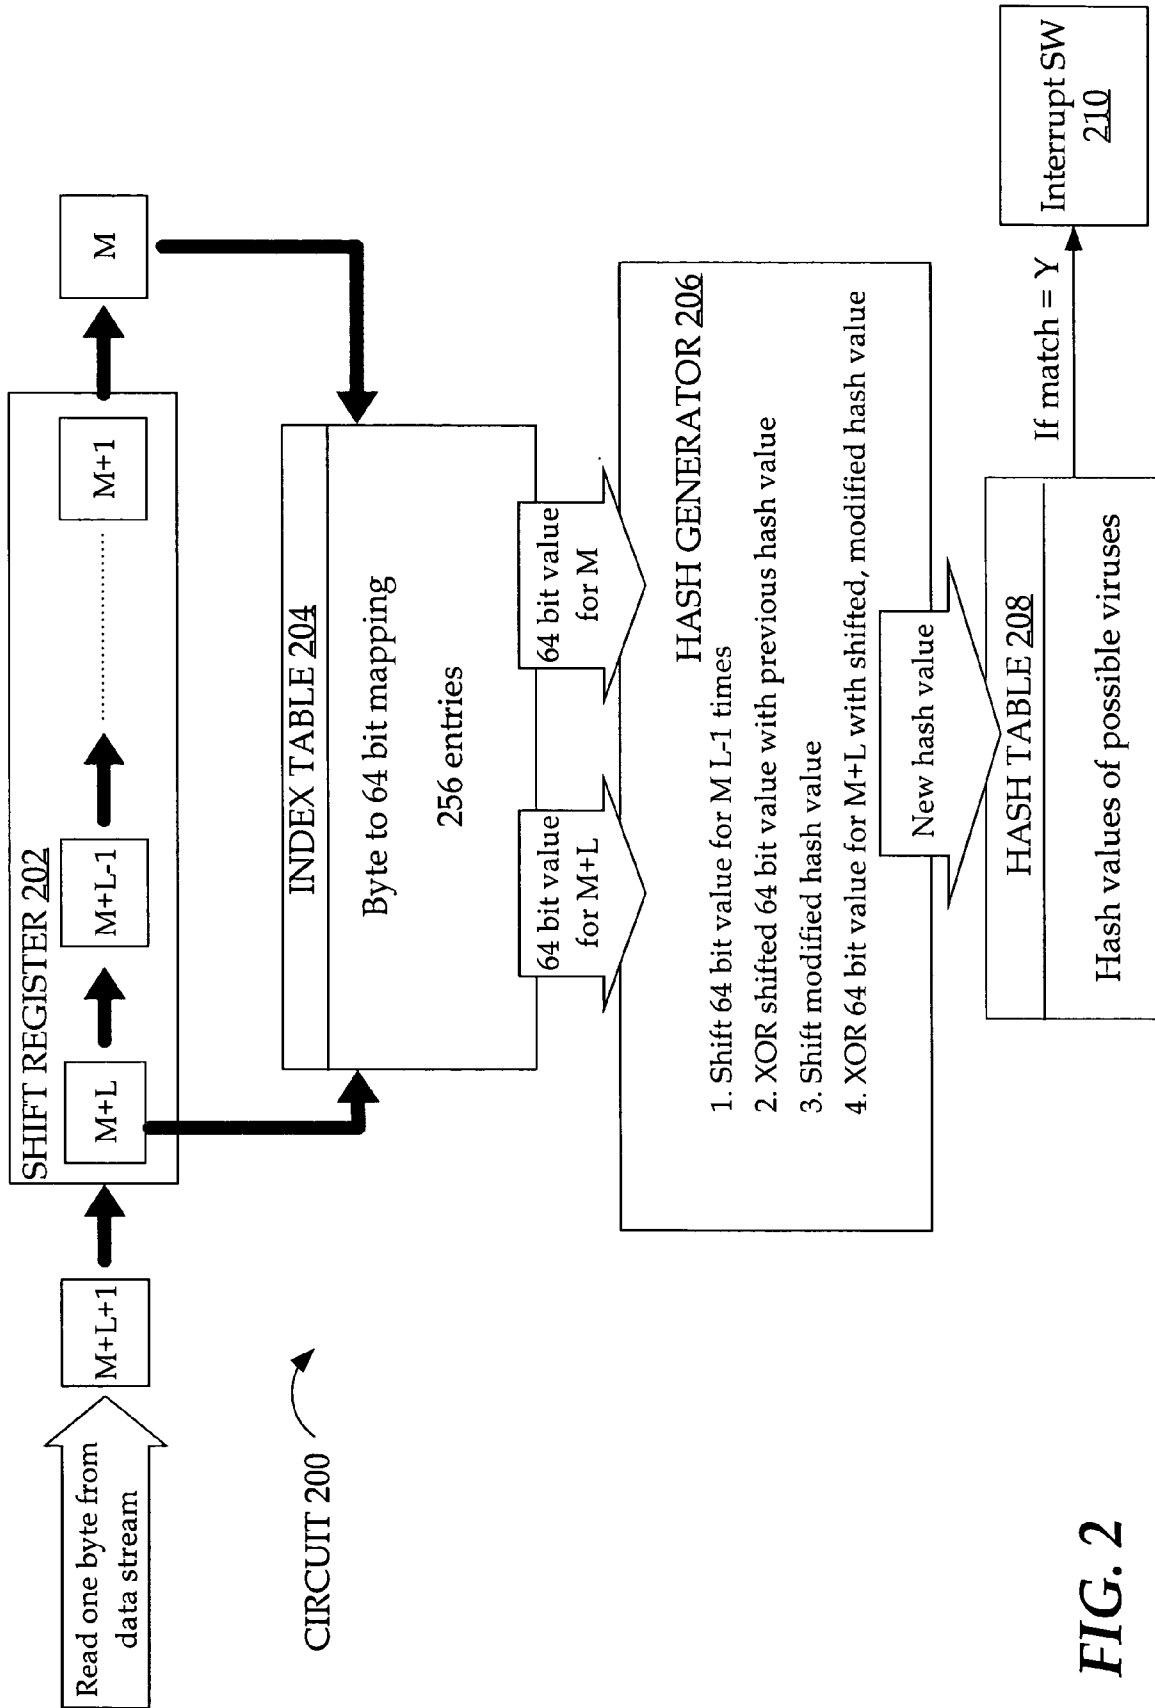 Read one byte from
data stream
M+L+1
SHIFT REGISTER 202
M+L
M+L-1
M+1
M
CIRCUIT 200
INDEX TABLE 204
Byte to 64 bit mapping
256 entries
64 bit value
for M+L
64 bit value
for M
HASH GENERATOR 206
1. Shift 64 bit value for M L-1 times
2. XOR shifted 64 bit value with previous hash value
3. Shift modified hash value
4. XOR 64 bit value for M+L with shifted, modified hash value
New hash value
HASH TABLE 208
Hash values of possible viruses
If match = Y
Interrupt SW
210
FIG. 2